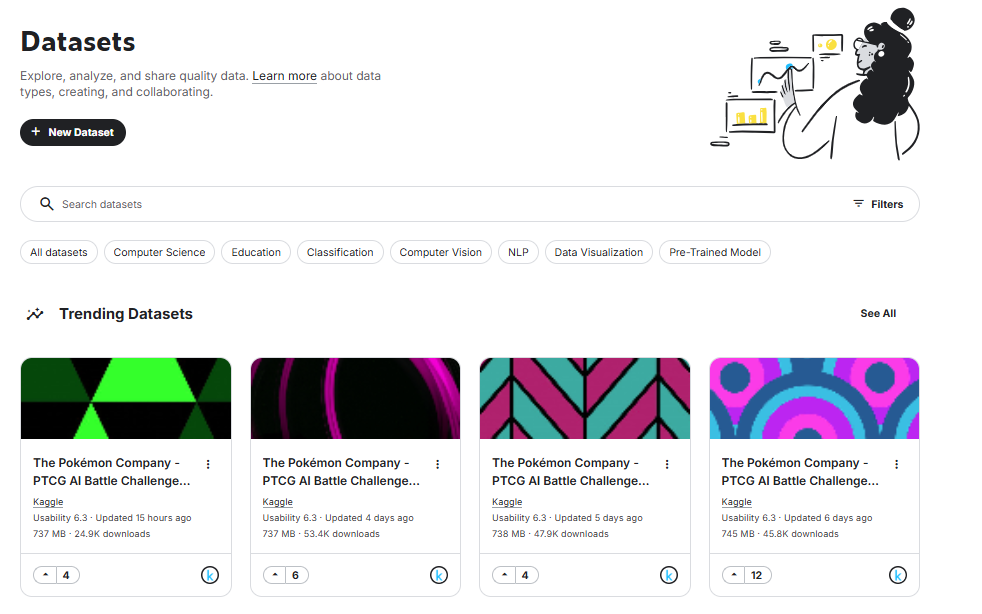 Datasets
Explore, analyze, and share quality data. Learn more about data
types, creating, and collaborating.
+ New Dataset
Search datasets
Filters
All datasets
Computer Science
Education
Classification
Computer Vision
NLP
Data Visualization
Pre-Trained Model
Trending Datasets
See All
The Pokémon Company -
PTCG AI Battle Challenge...
Kaggle
Usability 6.3 · Updated 15 hours ago
737 MB · 24.9K downloads
4
k
The Pokémon Company -
PTCG AI Battle Challenge...
Kaggle
Usability 6.3 · Updated 4 days ago
737 MB · 53.4K downloads
6
k
The Pokémon Company -
PTCG AI Battle Challenge...
Kaggle
Usability 6.3 · Updated 5 days ago
738 MB · 47.9K downloads
4
k
The Pokémon Company -
PTCG AI Battle Challenge...
Kaggle
Usability 6.3 · Updated 6 days ago
745 MB · 45.8K downloads
12
k